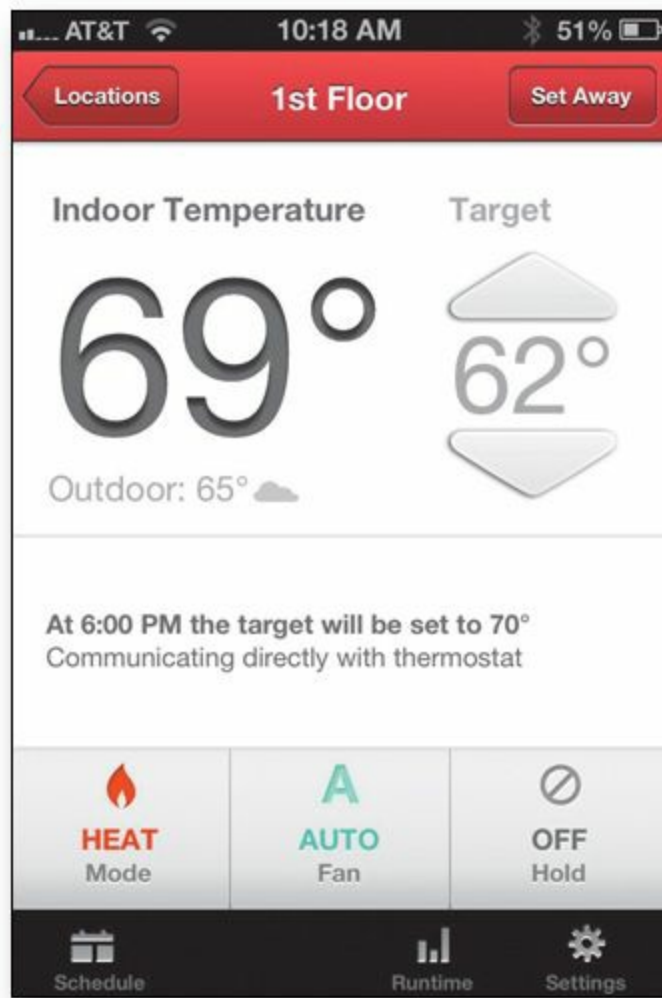 AT&T 10:18 AM 51%
Locations 1st Floor Set Away
Indoor Temperature Target
69° 62°
Outdoor: 65°
At 6:00 PM the target will be set to 70°
Communicating directly with thermostat
A
HEAT AUTO OFF
Mode Fan Hold
Schedule Runtime Settings